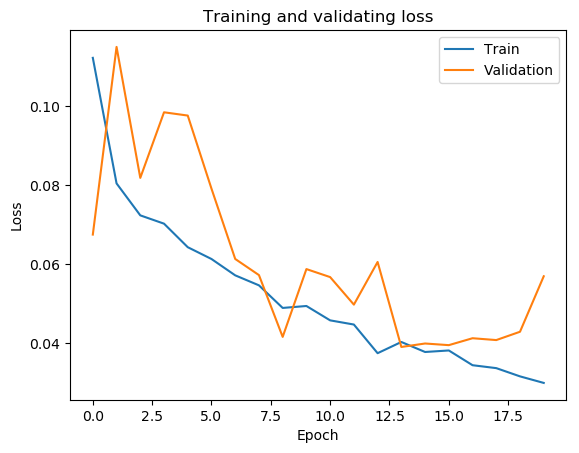 Training and validating loss
Train
Validation
0.10
0.08
0.06
0.04
Loss
0.0 2.5 5.0 7.5 10.0 12.5 15.0 17.5
Epoch